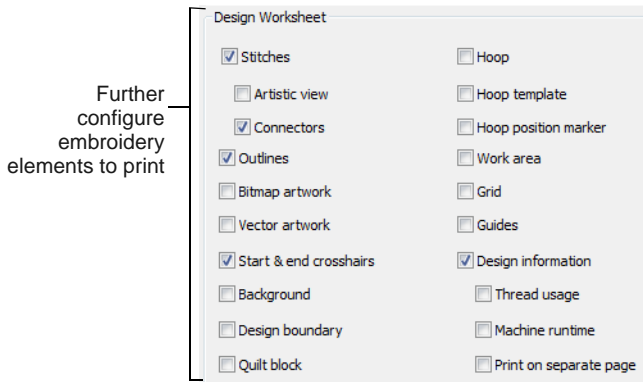 Design Worksheet
Further
configure
embroidery
elements to print
Stitches
Artistic view
Connectors
Outlines
Bitmap artwork
Vector artwork
Start & end crosshairs
Background
Design boundary
Quilt block
Hoop
Hoop template
Hoop position marker
Work area
Grid
Guides
Design information
Thread usage
Machine runtime
Print on separate page